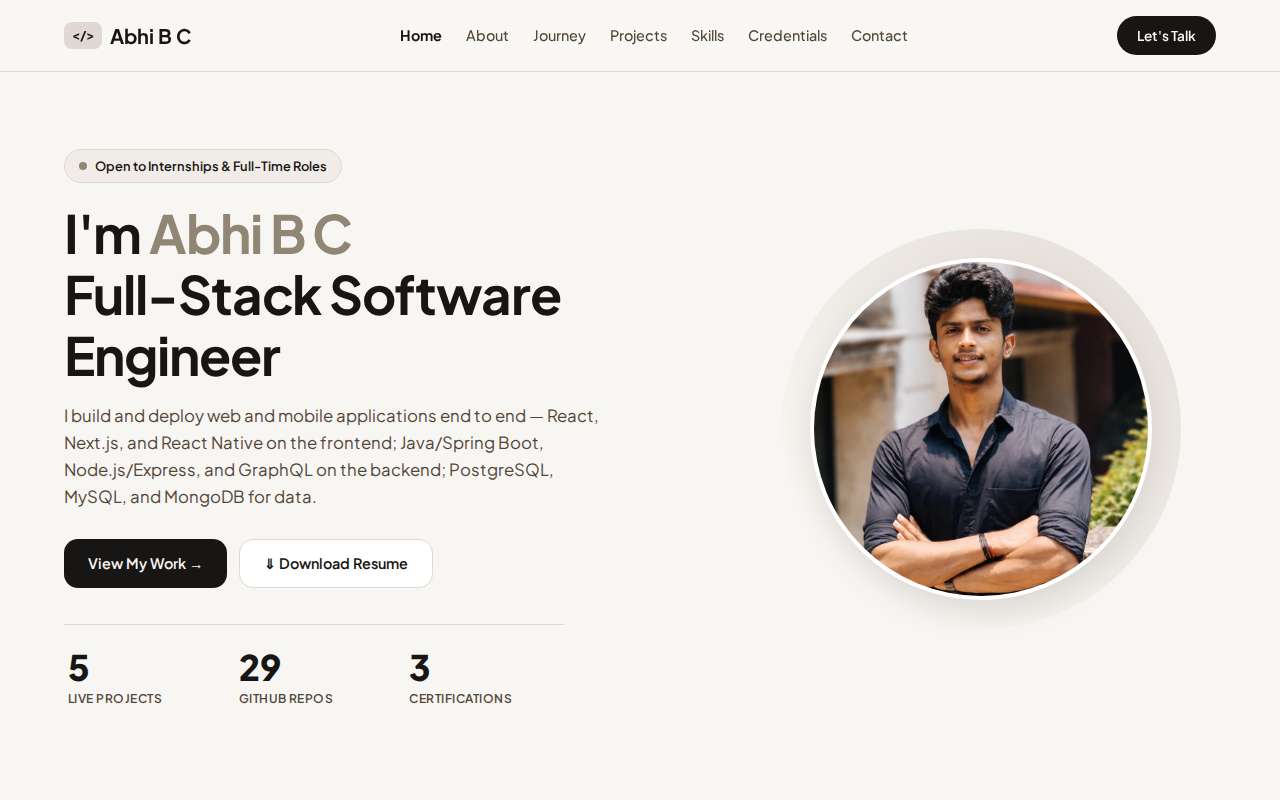 </> Abhi B C
Home About Journey Projects Skills Credentials Contact
Let's Talk
Open to Internships & Full-Time Roles
I'm Abhi B C
Full-Stack Software
Engineer
I build and deploy web and mobile applications end to end — React,
Next.js, and React Native on the frontend; Java/Spring Boot,
Node.js/Express, and GraphQL on the backend; PostgreSQL,
MySQL, and MongoDB for data.
View My Work →
⇓ Download Resume
5
LIVE PROJECTS
29
GITHUB REPOS
3
CERTIFICATIONS